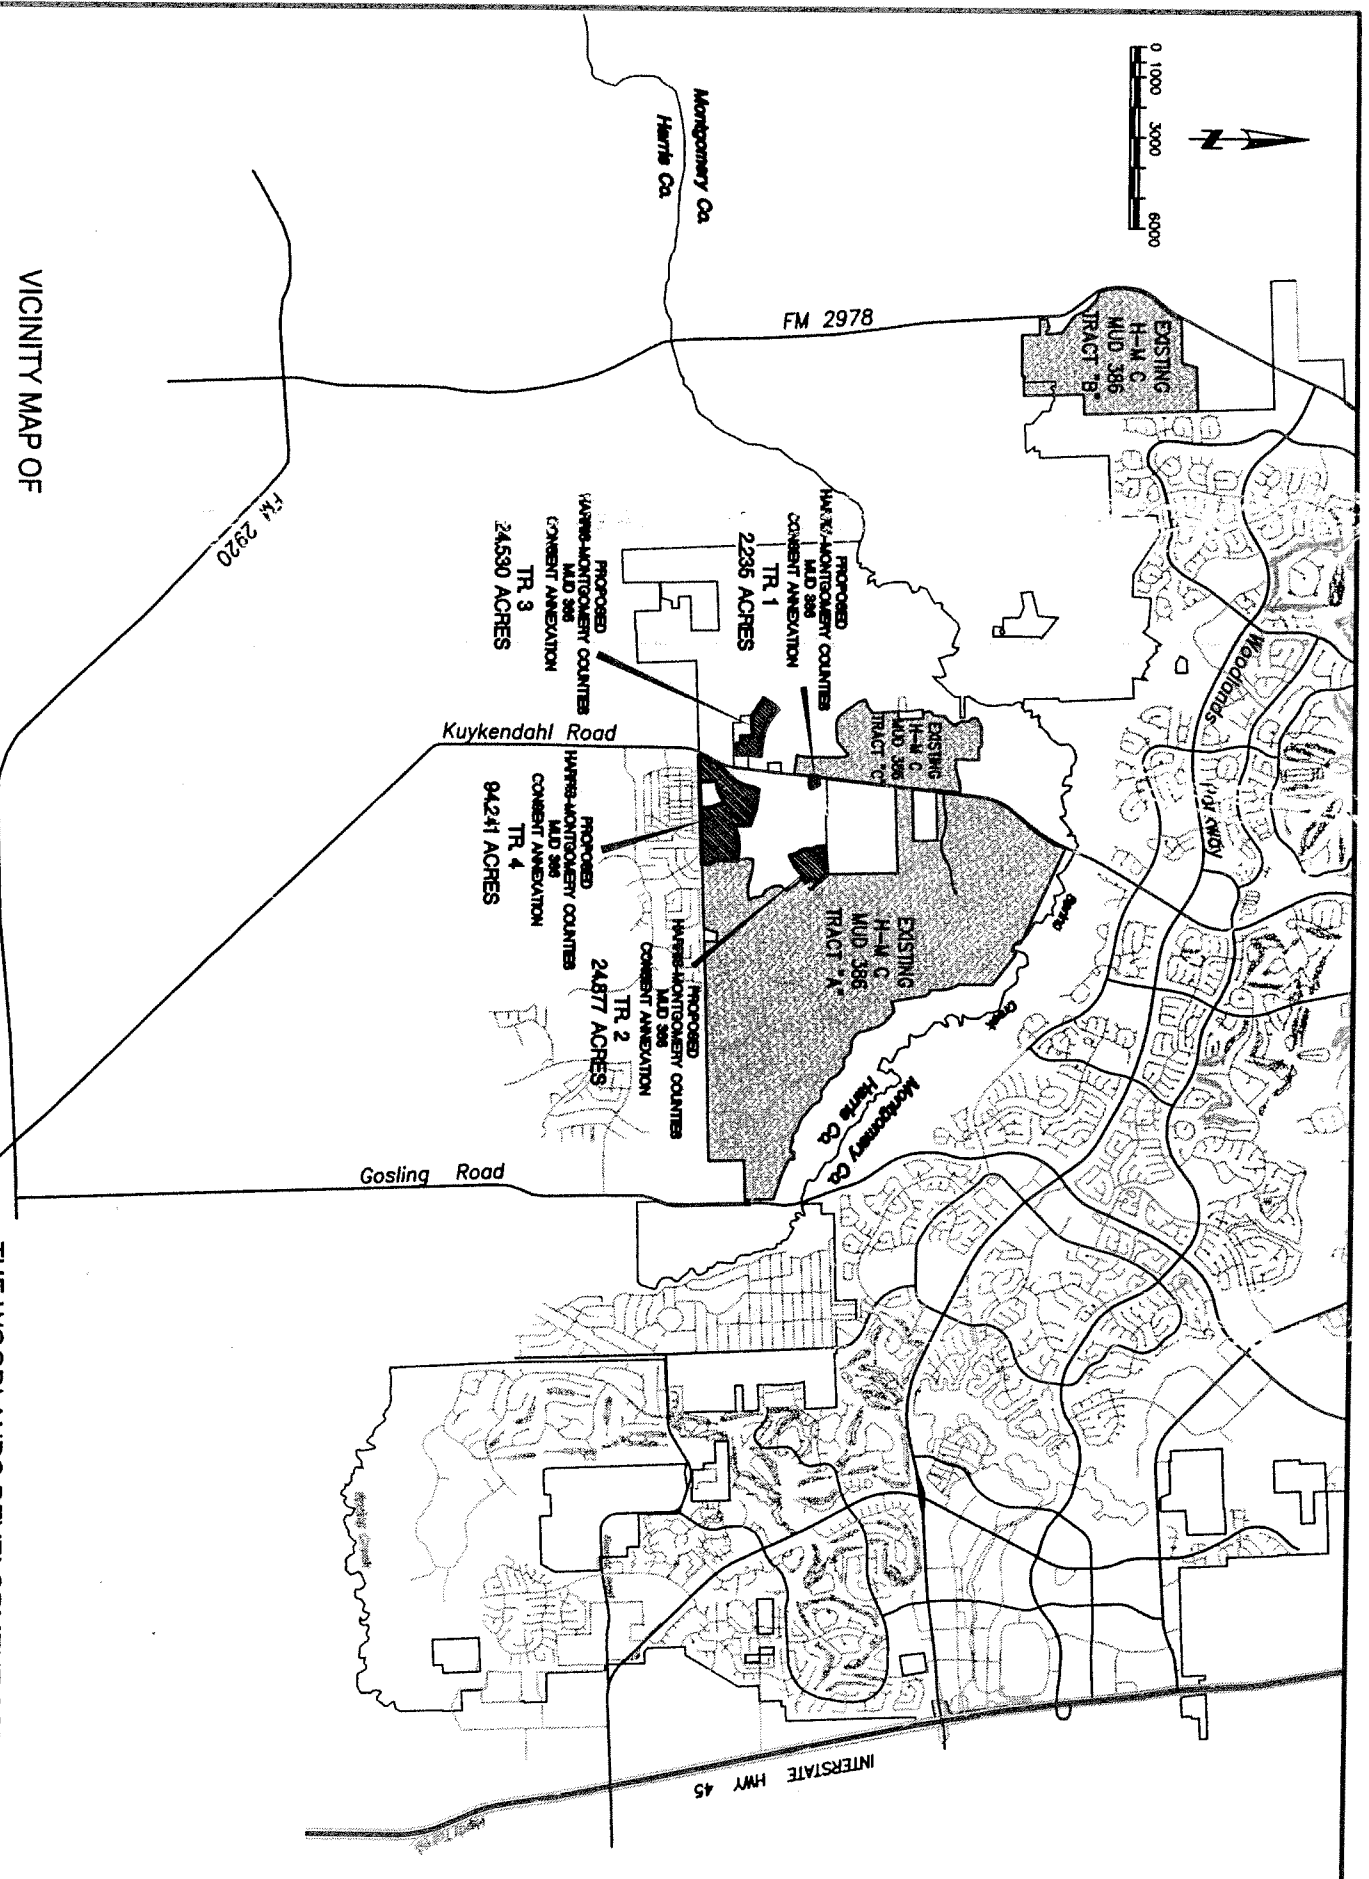 0 1000 3000 6000
N
Montgomery Co.
Harris Co.
FM 2978
EXISTING
H-M C
MUD 386
TRACT "B"
Woodlands
Parkway
PROPOSED
HARRIS-MONTGOMERY COUNTIES
MUD 386
CONSENT ANNEXATION
TR. 1
2.235 ACRES
PROPOSED
HARRIS-MONTGOMERY COUNTIES
MUD 386
CONSENT ANNEXATION
TR. 3
24.530 ACRES
EXISTING
H-M C
MUD 386
TRACT "C"
Kuykendahl Road
PROPOSED
HARRIS-MONTGOMERY COUNTIES
MUD 386
CONSENT ANNEXATION
TR. 4
94.241 ACRES
EXISTING
H-M C
MUD 386
TRACT "A"
PROPOSED
HARRIS-MONTGOMERY COUNTIES
MUD 386
CONSENT ANNEXATION
TR. 2
24.877 ACRES
Spring
Creek
Montgomery Co.
Harris Co.
Gosling Road
FM 2920
INTERSTATE HWY 45
VICINITY MAP OF